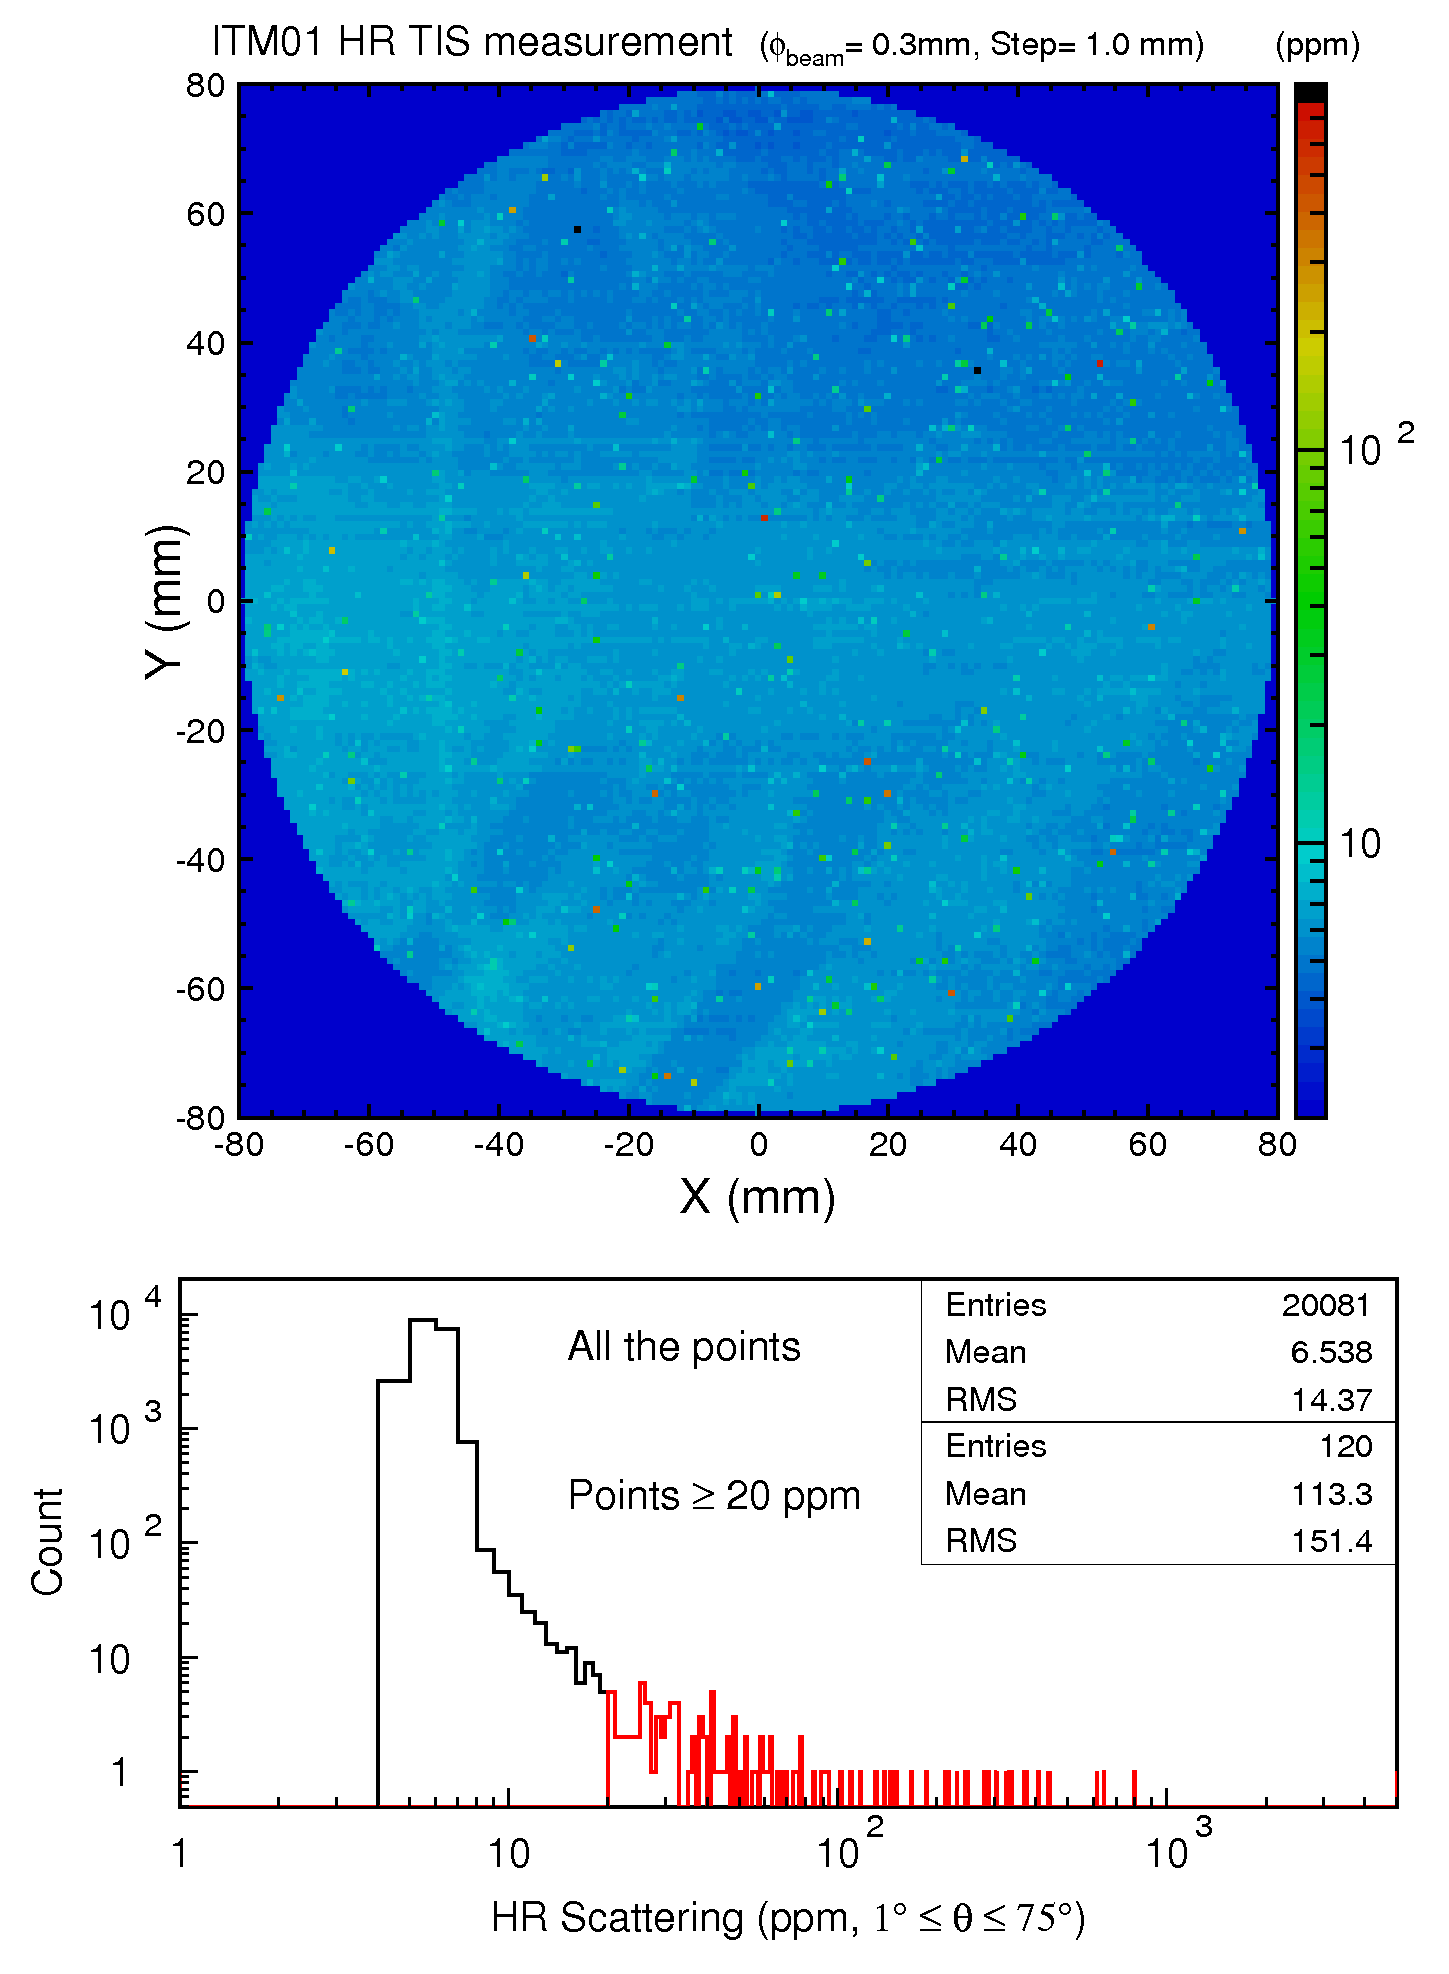 ITM01 HR TIS measurement (ϕbeam= 0.3mm, Step= 1.0 mm) (ppm)
80
60
40
20
0
-20
-40
-60
-80
Y (mm)
-80 -60 -40 -20 0 20 40 60 80
X (mm)
10 2
10
10 4
10 3
10 2
10
1
Count
All the points
Points ≥ 20 ppm
Entries 20081
Mean 6.538
RMS 14.37
Entries 120
Mean 113.3
RMS 151.4
1 10 10 2 10 3
HR Scattering (ppm, 1° ≤ θ ≤ 75°)